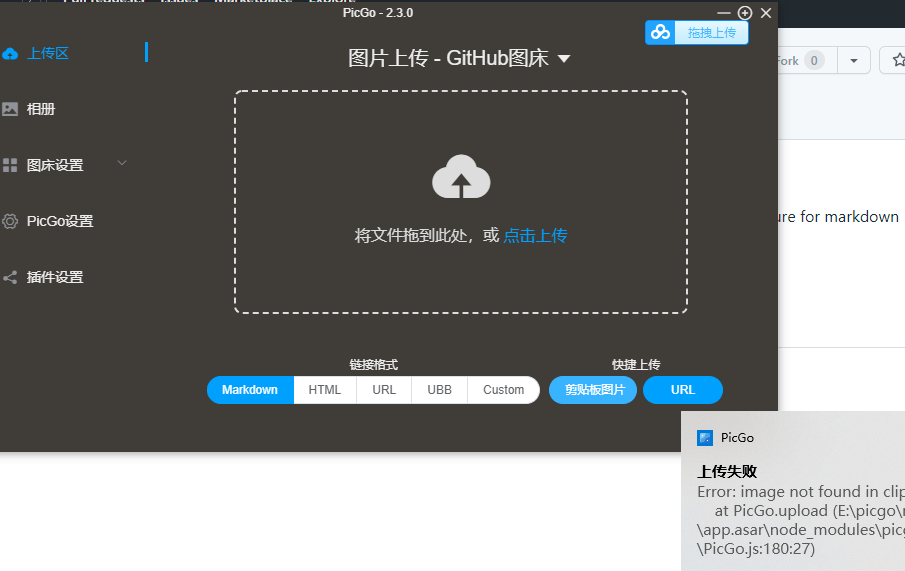 PicGo - 2.3.0
拖拽上传
上传区
图片上传 - GitHub图床
Fork 0
相册
图床设置
PicGo设置
插件设置
将文件拖到此处，或 点击上传
for markdown
链接格式
快捷上传
Markdown HTML URL UBB Custom 剪贴板图片 URL
PicGo
上传失败
Error: image not found in
at PicGo.upload (E:\picgo\
\app.asar\node_modules\
\PicGo.js:180:27)